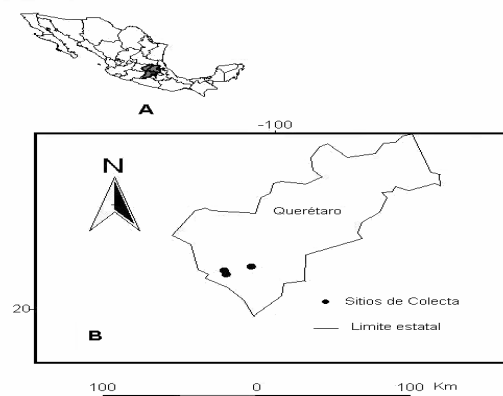 A
-100
N
Querétaro
Sitios de Colecta
20
Limite estatal
B
100 0 100 Km